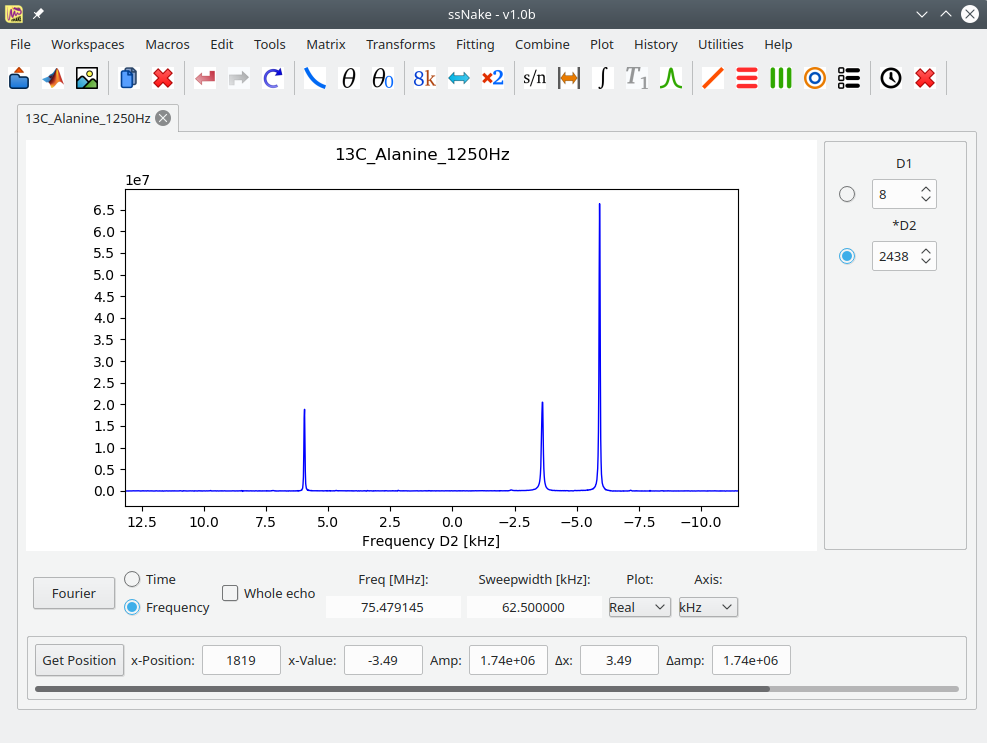 ssNake - v1.0b
File Workspaces Macros Edit Tools Matrix Transforms Fitting Combine Plot History Utilities Help
θ θ0 8k ×2 s/n ∫ T1
13C_Alanine_1250Hz
13C_Alanine_1250Hz
1e7
6.5
6.0
5.5
5.0
4.5
4.0
3.5
3.0
2.5
2.0
1.5
1.0
0.5
0.0
12.5 10.0 7.5 5.0 2.5 0.0 −2.5 −5.0 −7.5 −10.0
Frequency D2 [kHz]
D1
8
*D2
2438
Fourier
Time
Frequency
Whole echo
Freq [MHz]: Sweepwidth [kHz]: Plot: Axis:
75.479145 62.500000 Real kHz
Get Position x-Position: 1819 x-Value: -3.49 Amp: 1.74e+06 Δx: 3.49 Δamp: 1.74e+06